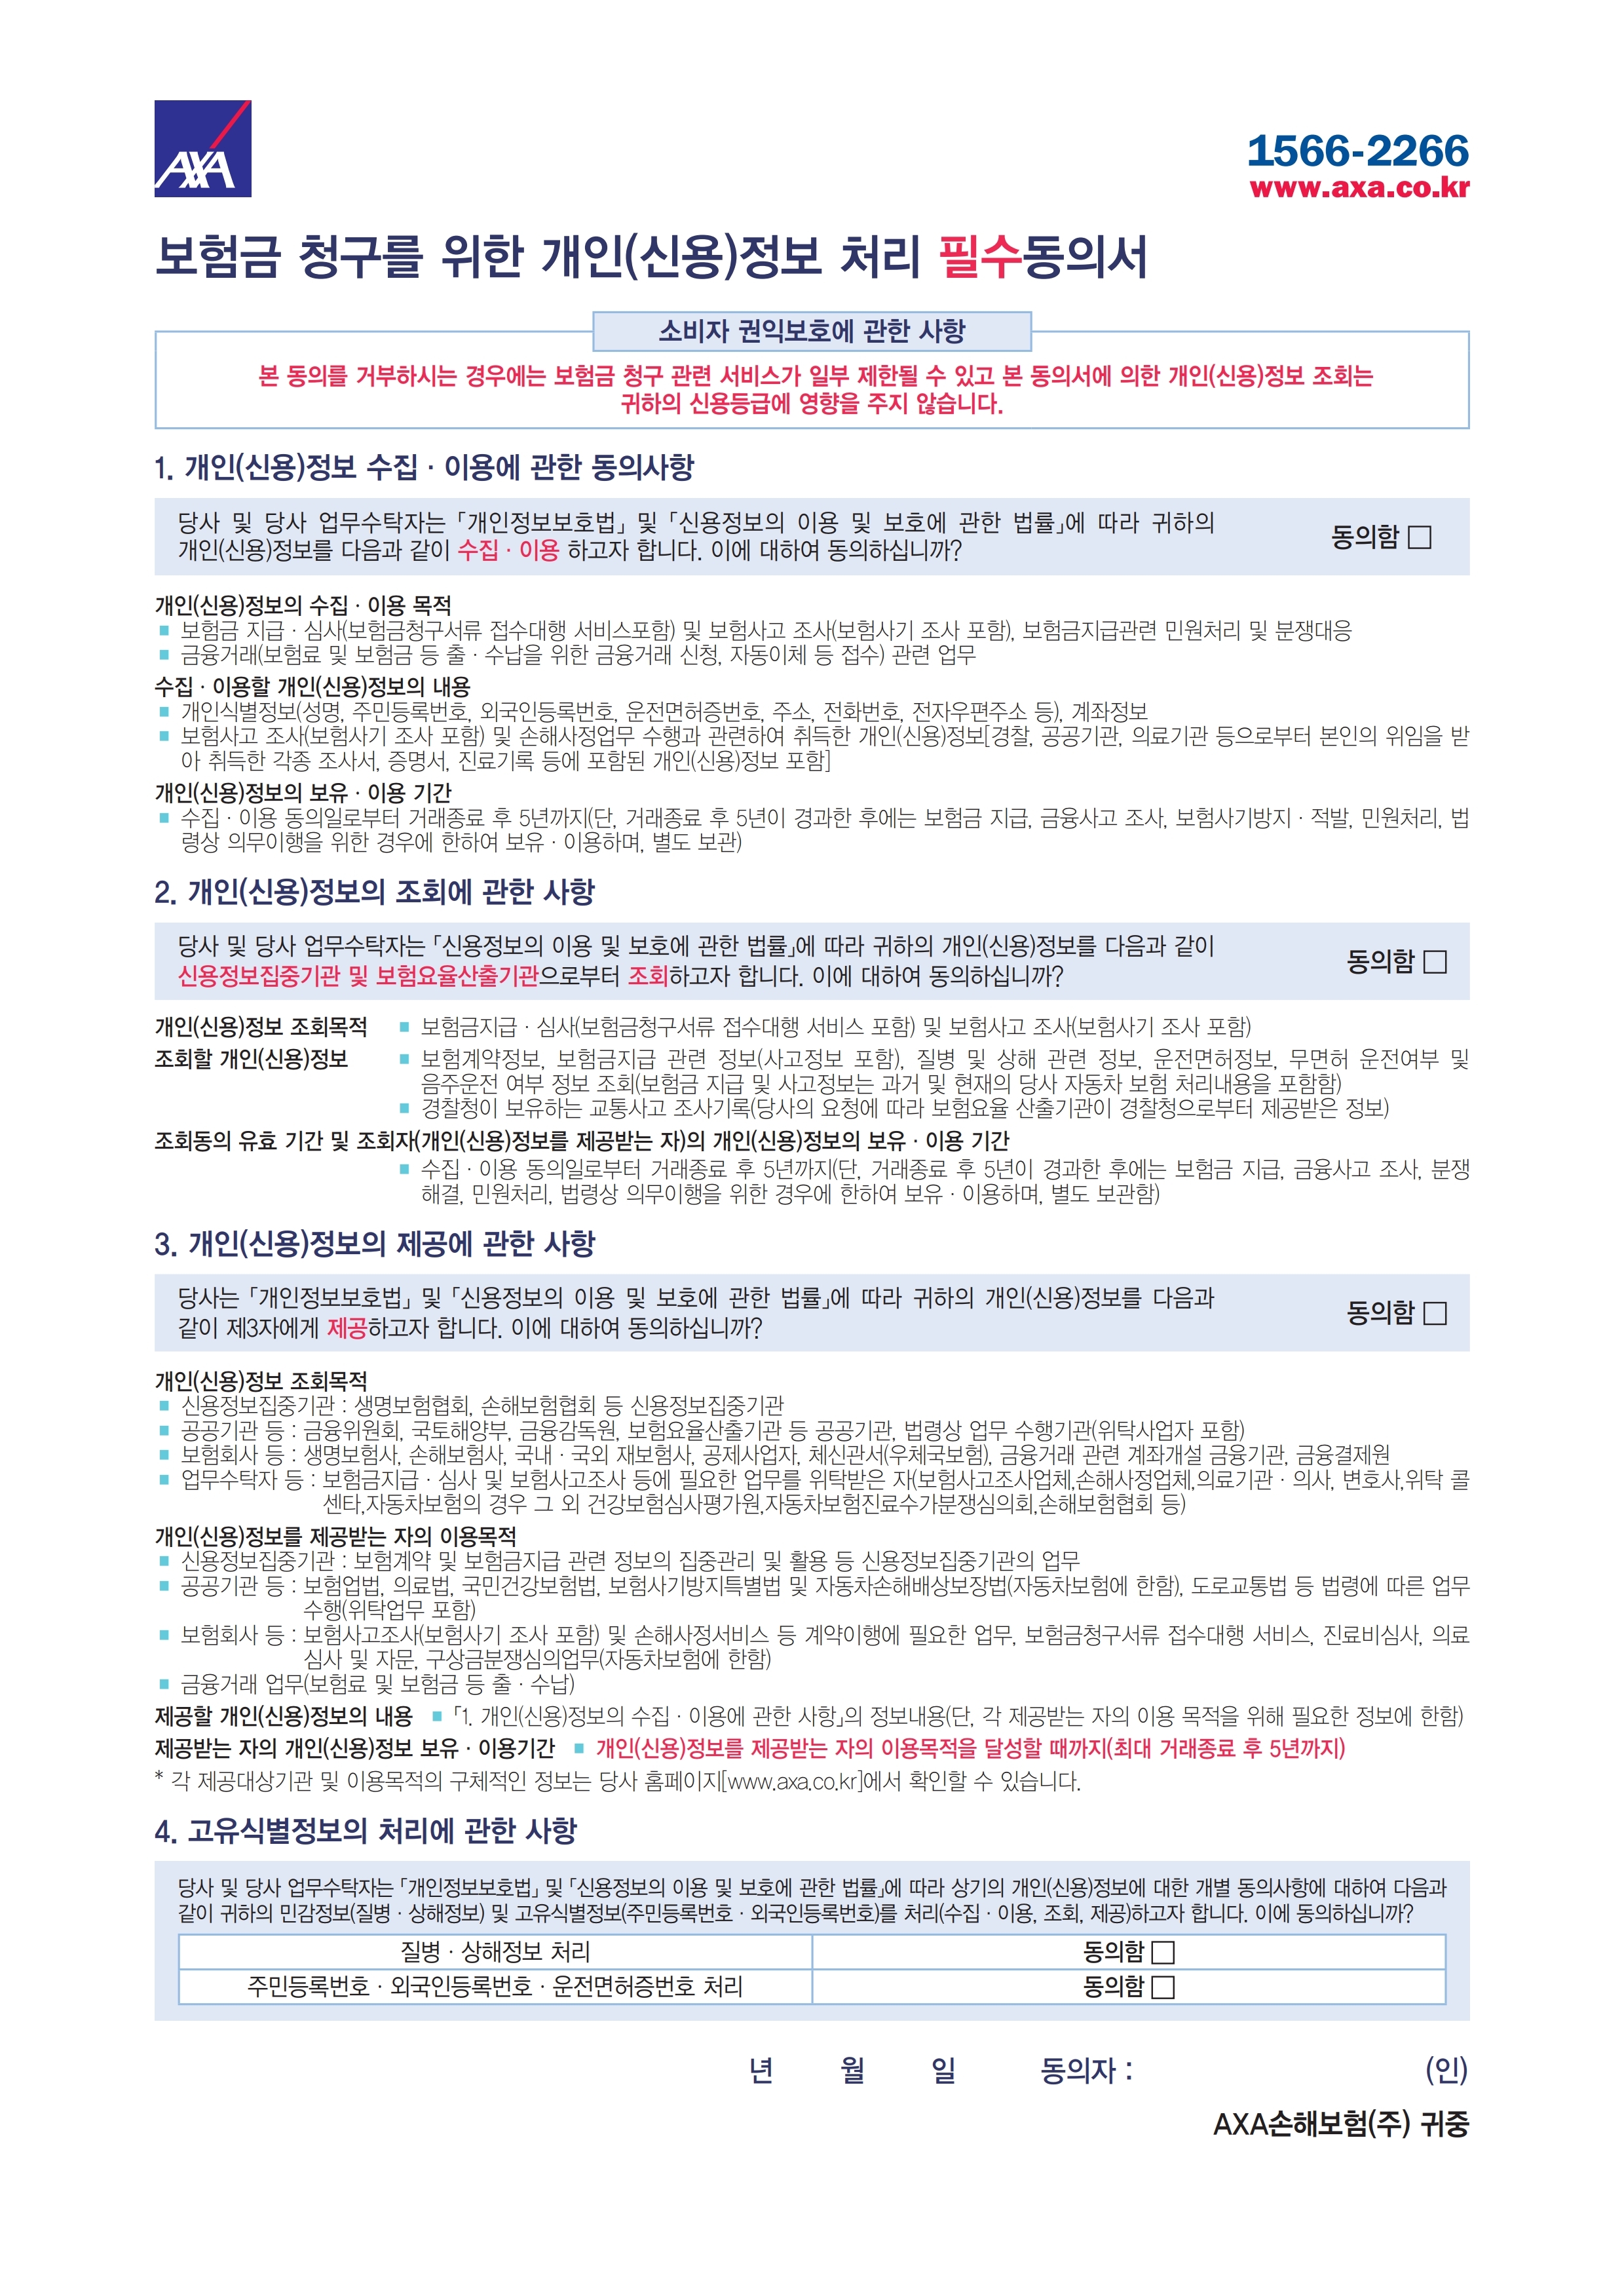 AXA
1566-2266
www.axa.co.kr
보험금 청구를 위한 개인(신용)정보 처리 필수동의서
소비자 권익보호에 관한 사항
본 동의를 거부하시는 경우에는 보험금 청구 관련 서비스가 일부 제한될 수 있고 본 동의서에 의한 개인(신용)정보 조회는
귀하의 신용등급에 영향을 주지 않습니다.
1. 개인(신용)정보 수집 · 이용에 관한 동의사항
당사 및 당사 업무수탁자는 「개인정보보호법」 및 「신용정보의 이용 및 보호에 관한 법률」에 따라 귀하의
개인(신용)정보를 다음과 같이 수집 · 이용 하고자 합니다. 이에 대하여 동의하십니까?
동의함 □
개인(신용)정보의 수집 · 이용 목적
■ 보험금 지급 · 심사(보험금청구서류 접수대행 서비스포함) 및 보험사고 조사(보험사기 조사 포함), 보험금지급관련 민원처리 및 분쟁대응
■ 금융거래(보험료 및 보험금 등 출 · 수납을 위한 금융거래 신청, 자동이체 등 접수) 관련 업무
수집 · 이용할 개인(신용)정보의 내용
■ 개인식별정보(성명, 주민등록번호, 외국인등록번호, 운전면허증번호, 주소, 전화번호, 전자우편주소 등), 계좌정보
■ 보험사고 조사(보험사기 조사 포함) 및 손해사정업무 수행과 관련하여 취득한 개인(신용)정보[경찰, 공공기관, 의료기관 등으로부터 본인의 위임을 받
아 취득한 각종 조사서, 증명서, 진료기록 등에 포함된 개인(신용)정보 포함]
개인(신용)정보의 보유 · 이용 기간
■ 수집 · 이용 동의일로부터 거래종료 후 5년까지(단, 거래종료 후 5년이 경과한 후에는 보험금 지급, 금융사고 조사, 보험사기방지 · 적발, 민원처리, 법
령상 의무이행을 위한 경우에 한하여 보유 · 이용하며, 별도 보관)
2. 개인(신용)정보의 조회에 관한 사항
당사 및 당사 업무수탁자는 「신용정보의 이용 및 보호에 관한 법률」에 따라 귀하의 개인(신용)정보를 다음과 같이
신용정보집중기관 및 보험요율산출기관으로부터 조회하고자 합니다. 이에 대하여 동의하십니까?
동의함 □
개인(신용)정보 조회목적 ■ 보험금지급 · 심사(보험금청구서류 접수대행 서비스 포함) 및 보험사고 조사(보험사기 조사 포함)
조회할 개인(신용)정보 ■ 보험계약정보, 보험금지급 관련 정보(사고정보 포함), 질병 및 상해 관련 정보, 운전면허정보, 무면허 운전여부 및
음주운전 여부 정보 조회(보험금 지급 및 사고정보는 과거 및 현재의 당사 자동차 보험 처리내용을 포함함)
■ 경찰청이 보유하는 교통사고 조사기록(당사의 요청에 따라 보험요율 산출기관이 경찰청으로부터 제공받은 정보)
조회동의 유효 기간 및 조회자(개인(신용)정보를 제공받는 자)의 개인(신용)정보의 보유 · 이용 기간
■ 수집 · 이용 동의일로부터 거래종료 후 5년까지(단, 거래종료 후 5년이 경과한 후에는 보험금 지급, 금융사고 조사, 분쟁
해결, 민원처리, 법령상 의무이행을 위한 경우에 한하여 보유 · 이용하며, 별도 보관함)
3. 개인(신용)정보의 제공에 관한 사항
당사는 「개인정보보호법」 및 「신용정보의 이용 및 보호에 관한 법률」에 따라 귀하의 개인(신용)정보를 다음과
같이 제3자에게 제공하고자 합니다. 이에 대하여 동의하십니까?
동의함 □
개인(신용)정보 조회목적
■ 신용정보집중기관 : 생명보험협회, 손해보험협회 등 신용정보집중기관
■ 공공기관 등 : 금융위원회, 국토해양부, 금융감독원, 보험요율산출기관 등 공공기관, 법령상 업무 수행기관(위탁사업자 포함)
■ 보험회사 등 : 생명보험사, 손해보험사, 국내 · 국외 재보험사, 공제사업자, 체신관서(우체국보험), 금융거래 관련 계좌개설 금융기관, 금융결제원
■ 업무수탁자 등 : 보험금지급 · 심사 및 보험사고조사 등에 필요한 업무를 위탁받은 자(보험사고조사업체,손해사정업체,의료기관 · 의사, 변호사,위탁 콜
센타,자동차보험의 경우 그 외 건강보험심사평가원,자동차보험진료수가분쟁심의회,손해보험협회 등)
개인(신용)정보를 제공받는 자의 이용목적
■ 신용정보집중기관 : 보험계약 및 보험금지급 관련 정보의 집중관리 및 활용 등 신용정보집중기관의 업무
■ 공공기관 등 : 보험업법, 의료법, 국민건강보험법, 보험사기방지특별법 및 자동차손해배상보장법(자동차보험에 한함), 도로교통법 등 법령에 따른 업무
수행(위탁업무 포함)
■ 보험회사 등 : 보험사고조사(보험사기 조사 포함) 및 손해사정서비스 등 계약이행에 필요한 업무, 보험금청구서류 접수대행 서비스, 진료비심사, 의료
심사 및 자문, 구상금분쟁심의업무(자동차보험에 한함)
■ 금융거래 업무(보험료 및 보험금 등 출 · 수납)
제공할 개인(신용)정보의 내용 ■ 「1. 개인(신용)정보의 수집 · 이용에 관한 사항」의 정보내용(단, 각 제공받는 자의 이용 목적을 위해 필요한 정보에 한함)
제공받는 자의 개인(신용)정보 보유 · 이용기간 ■ 개인(신용)정보를 제공받는 자의 이용목적을 달성할 때까지(최대 거래종료 후 5년까지)
* 각 제공대상기관 및 이용목적의 구체적인 정보는 당사 홈페이지[www.axa.co.kr]에서 확인할 수 있습니다.
4. 고유식별정보의 처리에 관한 사항
당사 및 당사 업무수탁자는 「개인정보보호법」 및 「신용정보의 이용 및 보호에 관한 법률」에 따라 상기의 개인(신용)정보에 대한 개별 동의사항에 대하여 다음과
같이 귀하의 민감정보(질병 · 상해정보) 및 고유식별정보(주민등록번호 · 외국인등록번호)를 처리(수집 · 이용, 조회, 제공)하고자 합니다. 이에 동의하십니까?
질병 · 상해정보 처리 동의함 □
주민등록번호 · 외국인등록번호 · 운전면허증번호 처리 동의함 □
년 월 일 동의자 : (인)
AXA손해보험(주) 귀중